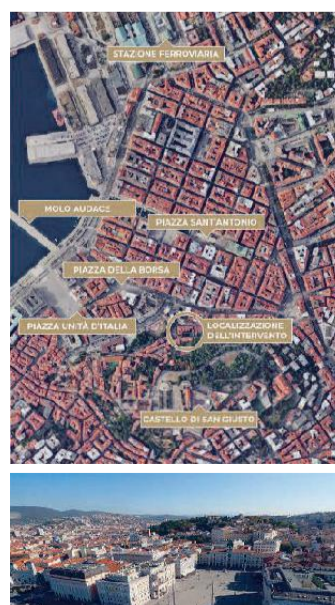 STAZIONE FERROVIARIA
MOLO AUDACE
PIAZZA SANT'ANTONIO
PIAZZA DELLA BORSA
PIAZZA UNITÀ D'ITALIA
LOCALIZZAZIONE
DELL'INTERVENTO
CASTELLO DI SAN GIUSTO